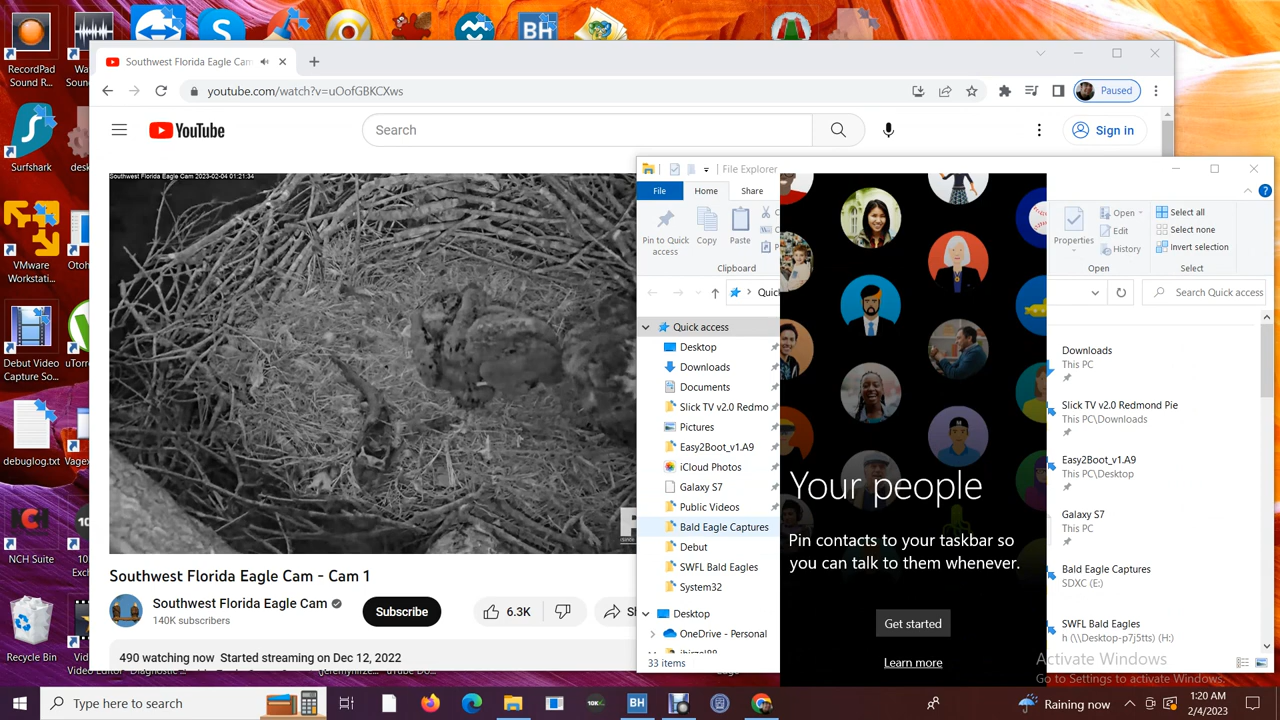 RecordPad
Sound R...
Surfshark
VMware
Workstati...
Debut Video
Capture So...
debuglog.txt
NCH Suite
Recycle Bin
S
BH
Southwest Florida Eagle Cam
youtube.com/watch?v=uOofGBKCXws
Paused
YouTube
Search
Sign in
Southwest Florida Eagle Cam 2023-02-04 01:21:34
Southwest Florida Eagle Cam - Cam 1
Southwest Florida Eagle Cam
140K subscribers
Subscribe
6.3K
490 watching now Started streaming on Dec 12, 2022
File Explorer
File
Home
Share
Pin to Quick
access
Copy
Paste
Clipboard
Properties
Open
Edit
History
Open
Select all
Select none
Invert selection
Select
Search Quick access
Quick access
Desktop
Downloads
Documents
Slick TV v2.0 Redmo
Pictures
Easy2Boot_v1.A9
iCloud Photos
Galaxy S7
Public Videos
Bald Eagle Captures
Debut
SWFL Bald Eagles
System32
Desktop
OneDrive - Personal
33 items
Your people
Pin contacts to your taskbar so
you can talk to them whenever.
Get started
Learn more
Downloads
This PC
Slick TV v2.0 Redmond Pie
This PC\Downloads
Easy2Boot_v1.A9
This PC\Desktop
Galaxy S7
This PC
Bald Eagle Captures
SDXC (E:)
SWFL Bald Eagles
h (\\Desktop-p7j5tts) (H:)
Activate Windows
Go to Settings to activate Windows.
Type here to search
10K
BH
Raining now
1:20 AM
2/4/2023